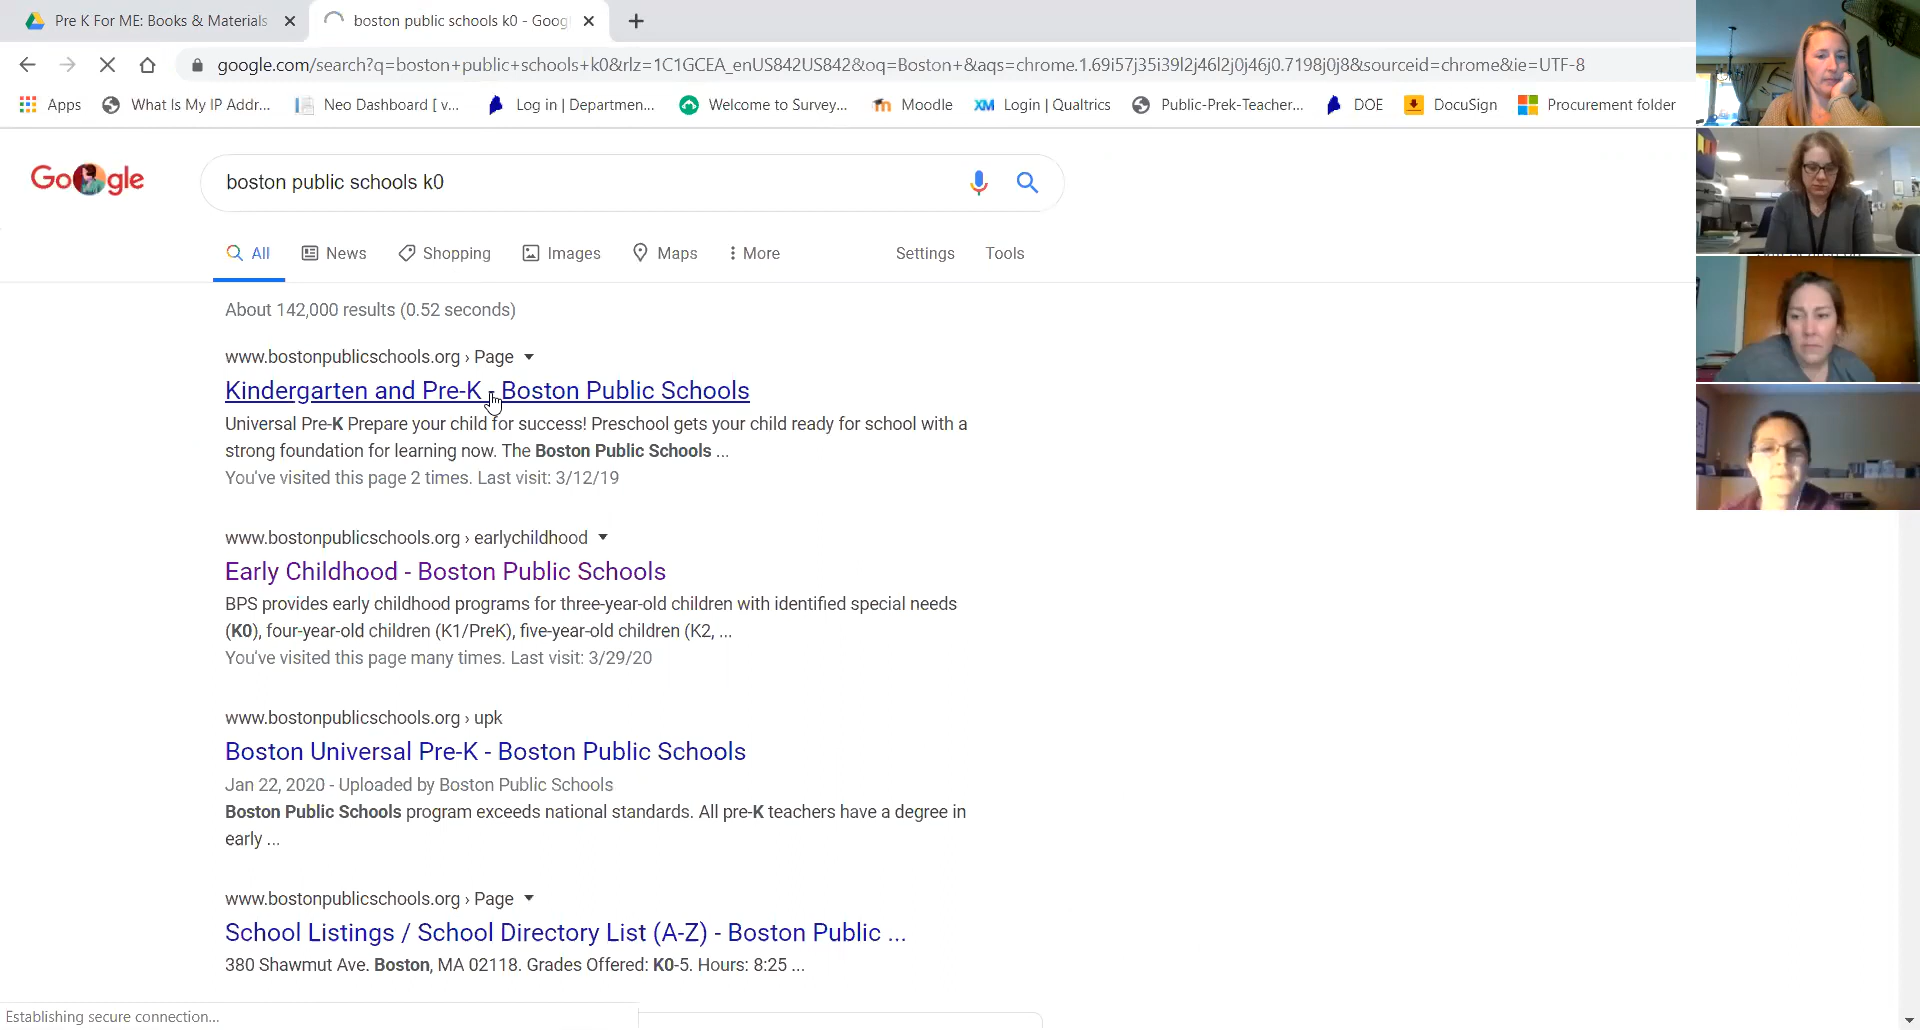 Pre K For ME: Books & Materials
boston public schools k0 - Goog
google.com/search?q=boston+public+schools+k0&rlz=1C1GCEA_enUS842US842&oq=Boston+&aqs=chrome.1.69i57j35i39l2j46l2j0j46j0.7198j0j8&sourceid=chrome&ie=UTF-8
Apps What Is My IP Addr... Neo Dashboard [ v... Log in | Departmen... Welcome to Survey... Moodle Login | Qualtrics Public-Prek-Teacher... DOE DocuSign Procurement folder
boston public schools k0
All News Shopping Images Maps More Settings Tools
About 142,000 results (0.52 seconds)
www.bostonpublicschools.org › Page
Kindergarten and Pre-K - Boston Public Schools
Universal Pre-K Prepare your child for success! Preschool gets your child ready for school with a
strong foundation for learning now. The Boston Public Schools ...
You've visited this page 2 times. Last visit: 3/12/19
www.bostonpublicschools.org › earlychildhood
Early Childhood - Boston Public Schools
BPS provides early childhood programs for three-year-old children with identified special needs
(K0), four-year-old children (K1/PreK), five-year-old children (K2, ...
You've visited this page many times. Last visit: 3/29/20
www.bostonpublicschools.org › upk
Boston Universal Pre-K - Boston Public Schools
Jan 22, 2020 - Uploaded by Boston Public Schools
Boston Public Schools program exceeds national standards. All pre-K teachers have a degree in
early ...
www.bostonpublicschools.org › Page
School Listings / School Directory List (A-Z) - Boston Public ...
380 Shawmut Ave. Boston, MA 02118. Grades Offered: K0-5. Hours: 8:25 ...
Establishing secure connection...